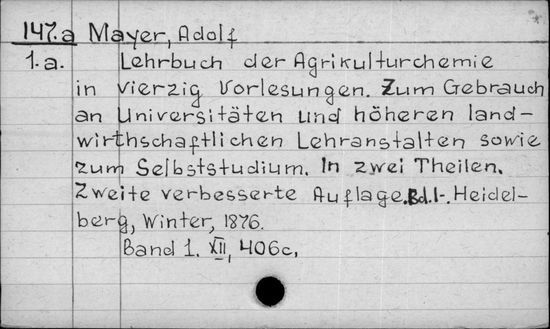 147.a Mayer, Adolf
1.a. Lehrbuch der Agrikulturchemie
in vierzig Vorlesungen. Zum Gebrauch
an Universitäten und höheren land-
wirthschaftlichen Lehranstalten sowie
zum Selbststudium. In zwei Theilen.
Zweite verbesserte Auflage. Bd.1-. Heidel-
berg, Winter, 1876.
Band 1. XII, 406c.